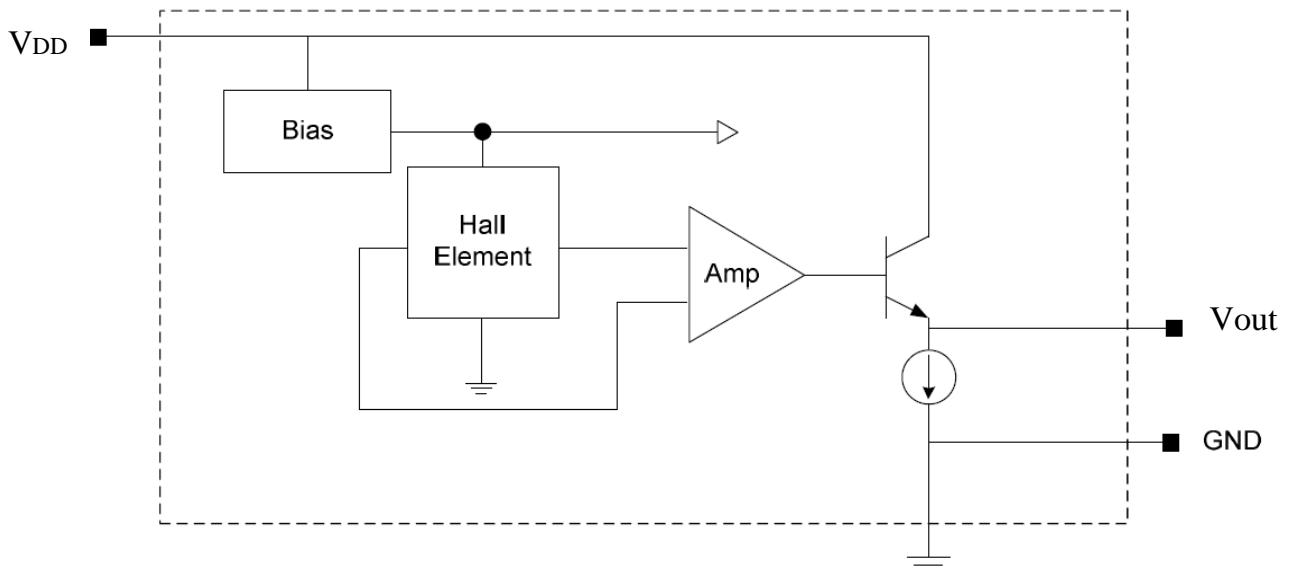 VDD
Bias
Hall
Element
Amp
Vout
GND